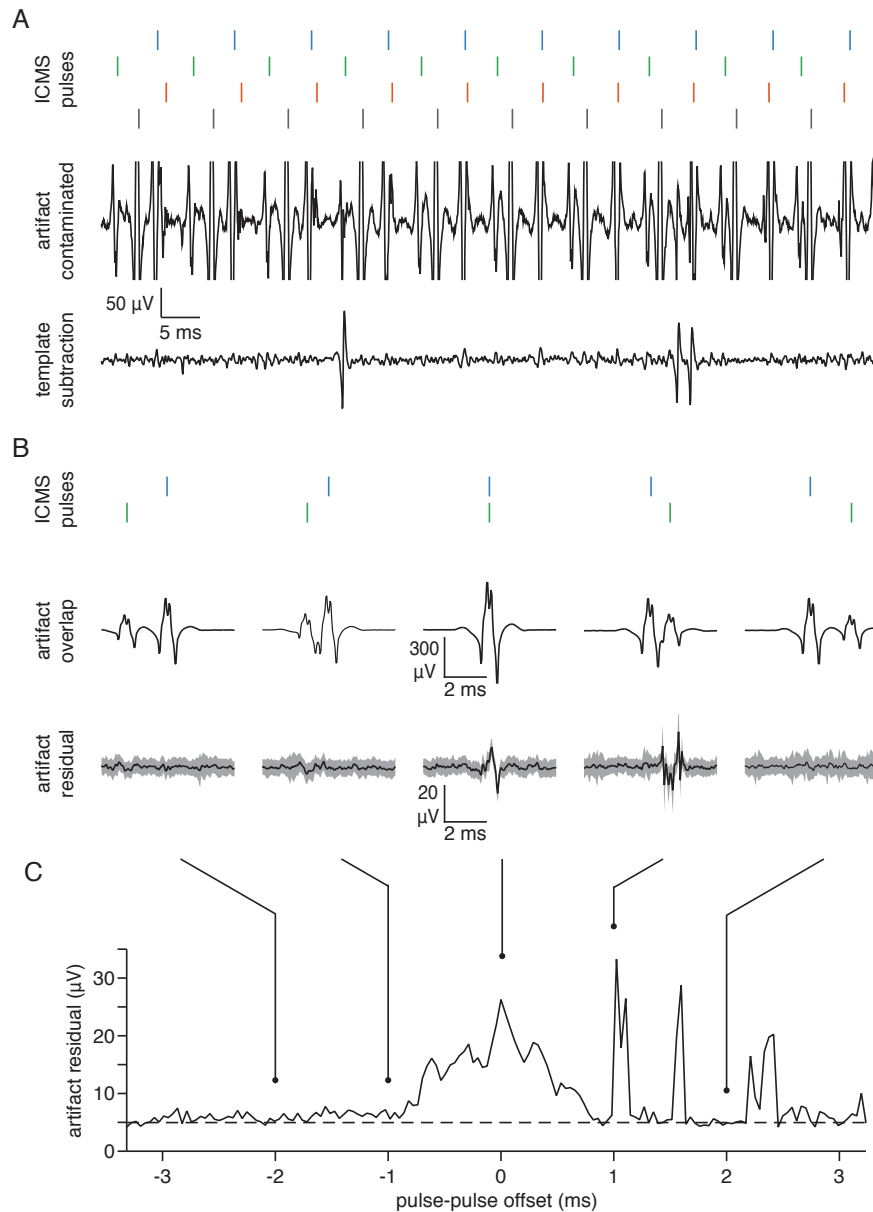 A
ICMS
pulses
artifact
contaminated
50 µV
5 ms
template
subtraction
B
ICMS
pulses
artifact
overlap
300
µV
2 ms
artifact
residual
20
µV
2 ms
C
artifact residual (µV)
30
20
10
0
-3
-2
-1
0
1
2
3
pulse-pulse offset (ms)